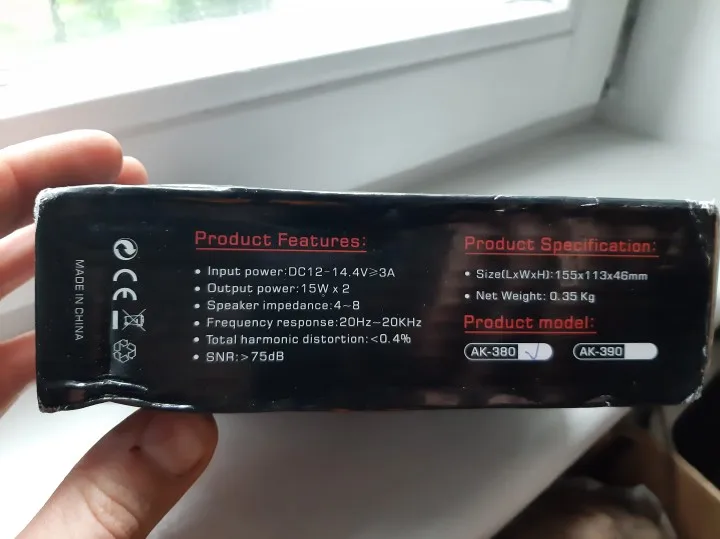 MADE IN CHINA
CE
Product Features:
• Input power:DC12~14.4V≥3A
• Output power:15W x 2
• Speaker impedance:4~8
• Frequency response:20Hz~20KHz
• Total harmonic distortion:<0.4%
• SNR:>75dB
Product Specification:
• Size(LxWxH):155x113x46mm
• Net Weight: 0.35 Kg
Product model:
AK-380
AK-390